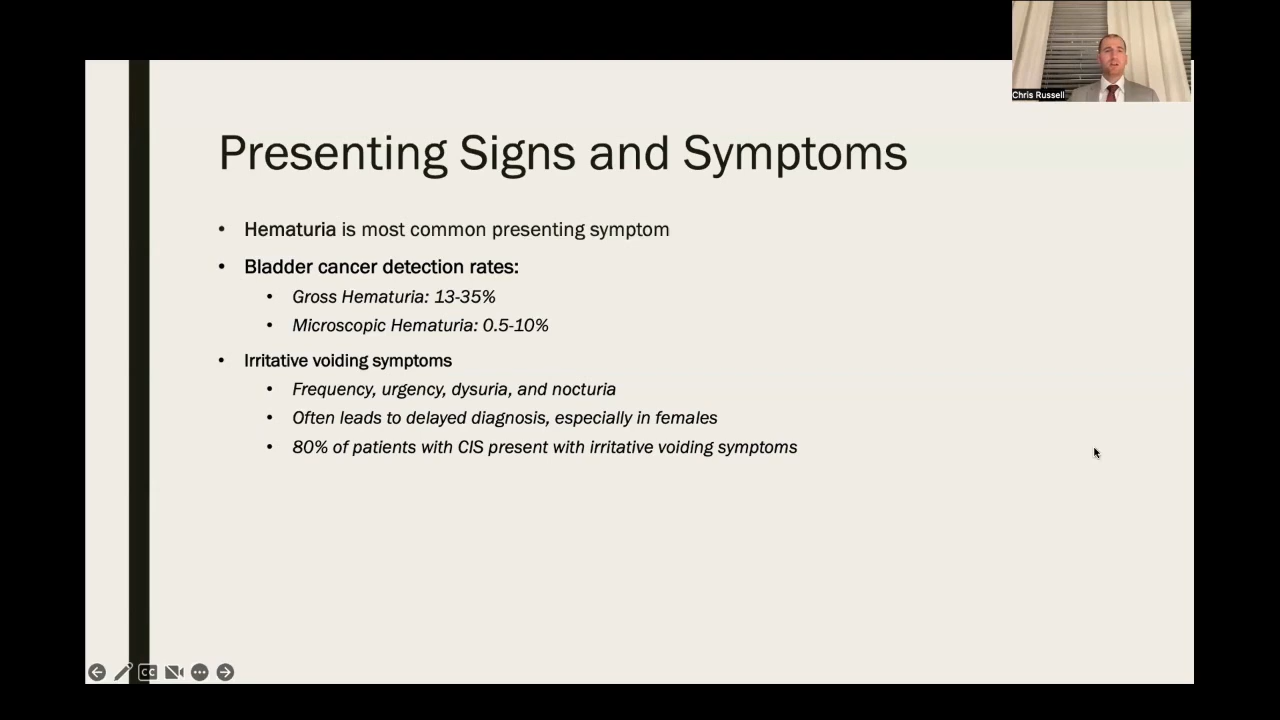 Chris Russell
Presenting Signs and Symptoms
• Hematuria is most common presenting symptom
• Bladder cancer detection rates:
• Gross Hematuria: 13-35%
• Microscopic Hematuria: 0.5-10%
• Irritative voiding symptoms
• Frequency, urgency, dysuria, and nocturia
• Often leads to delayed diagnosis, especially in females
• 80% of patients with CIS present with irritative voiding symptoms
CC